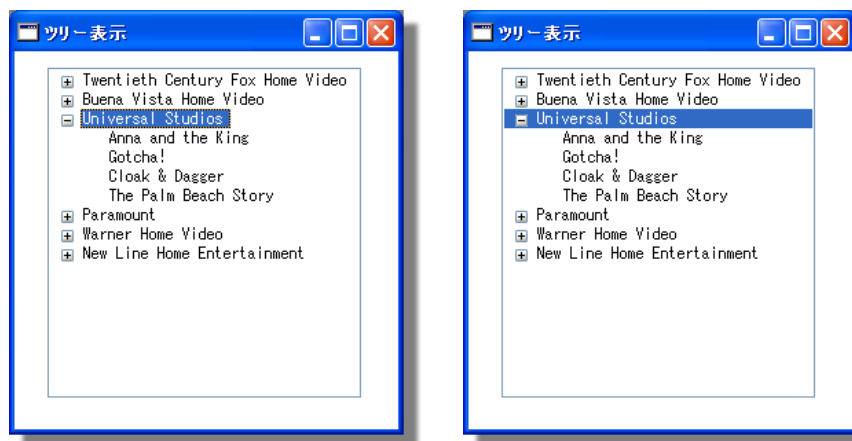 ツリー表示
Twentieth Century Fox Home Video
Buena Vista Home Video
Universal Studios
Anna and the King
Gotcha!
Cloak & Dagger
The Palm Beach Story
Paramount
Warner Home Video
New Line Home Entertainment
ツリー表示
Twentieth Century Fox Home Video
Buena Vista Home Video
Universal Studios
Anna and the King
Gotcha!
Cloak & Dagger
The Palm Beach Story
Paramount
Warner Home Video
New Line Home Entertainment